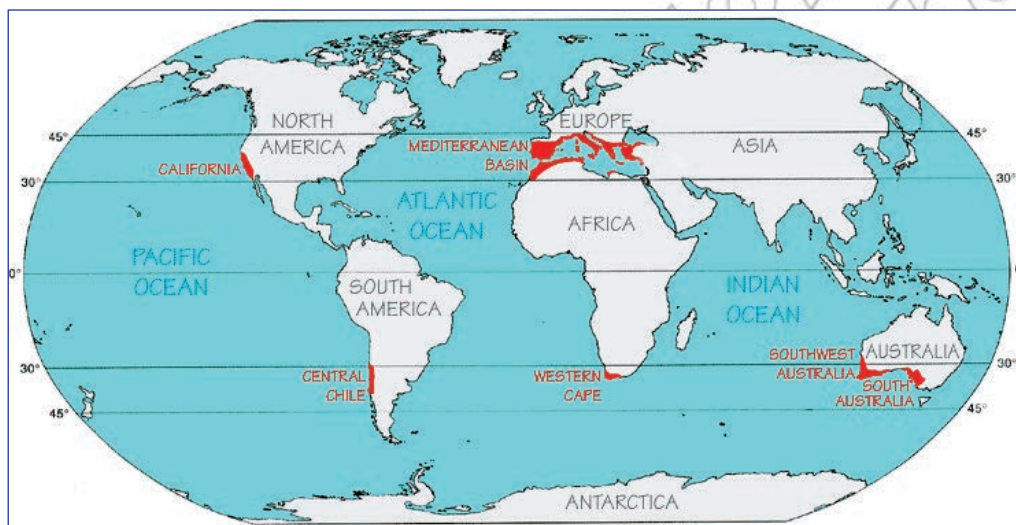 NORTH
AMERICA
EUROPE
ASIA
45°
45°
MEDITERRANEAN
BASIN
CALIFORNIA
30°
30°
ATLANTIC
OCEAN
AFRICA
PACIFIC
OCEAN
0°
0°
SOUTH
AMERICA
INDIAN
OCEAN
30°
30°
CENTRAL
CHILE
WESTERN
CAPE
SOUTHWEST
AUSTRALIA
AUSTRALIA
SOUTH
AUSTRALIA
45°
45°
ANTARCTICA